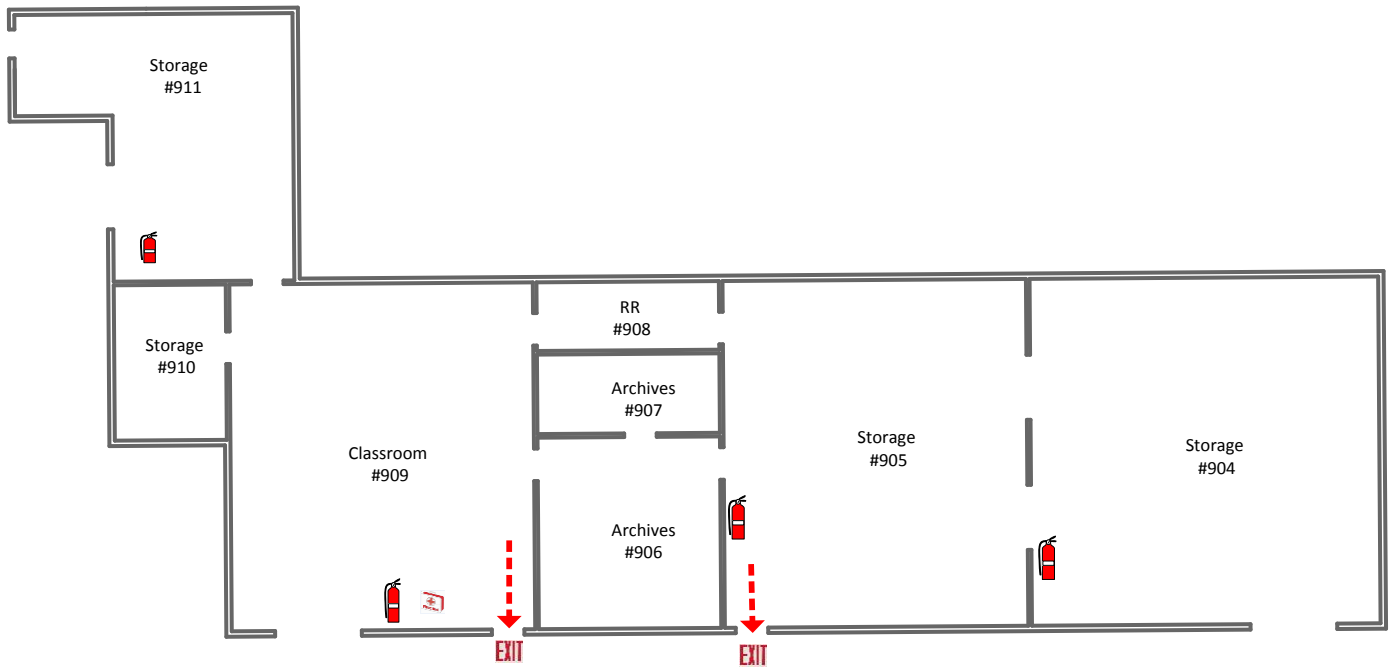 Storage
#911
RR
#908
Storage
#910
Archives
#907
Classroom
#909
Storage
#905
Storage
#904
Archives
#906
EXIT
EXIT